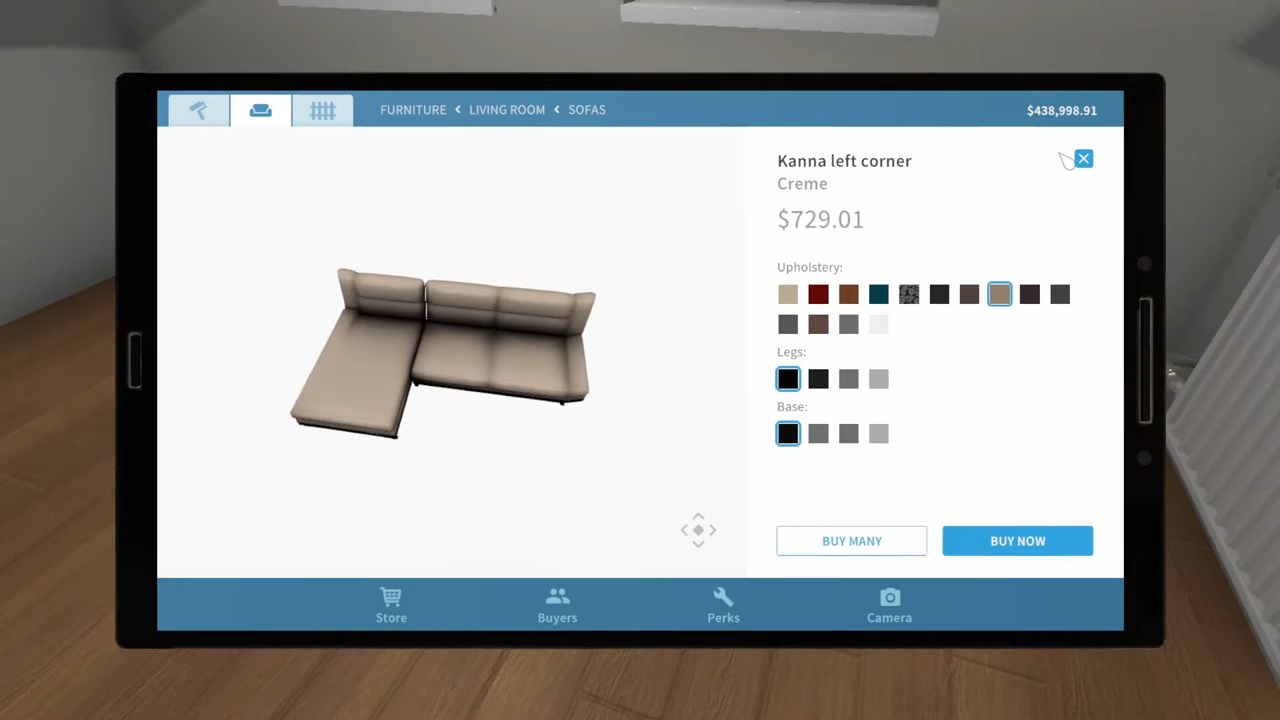 FURNITURE < LIVING ROOM < SOFAS
$438,998.91
Kanna left corner
Creme
$729.01
Upholstery:
Legs:
Base:
BUY MANY
BUY NOW
Store
Buyers
Perks
Camera